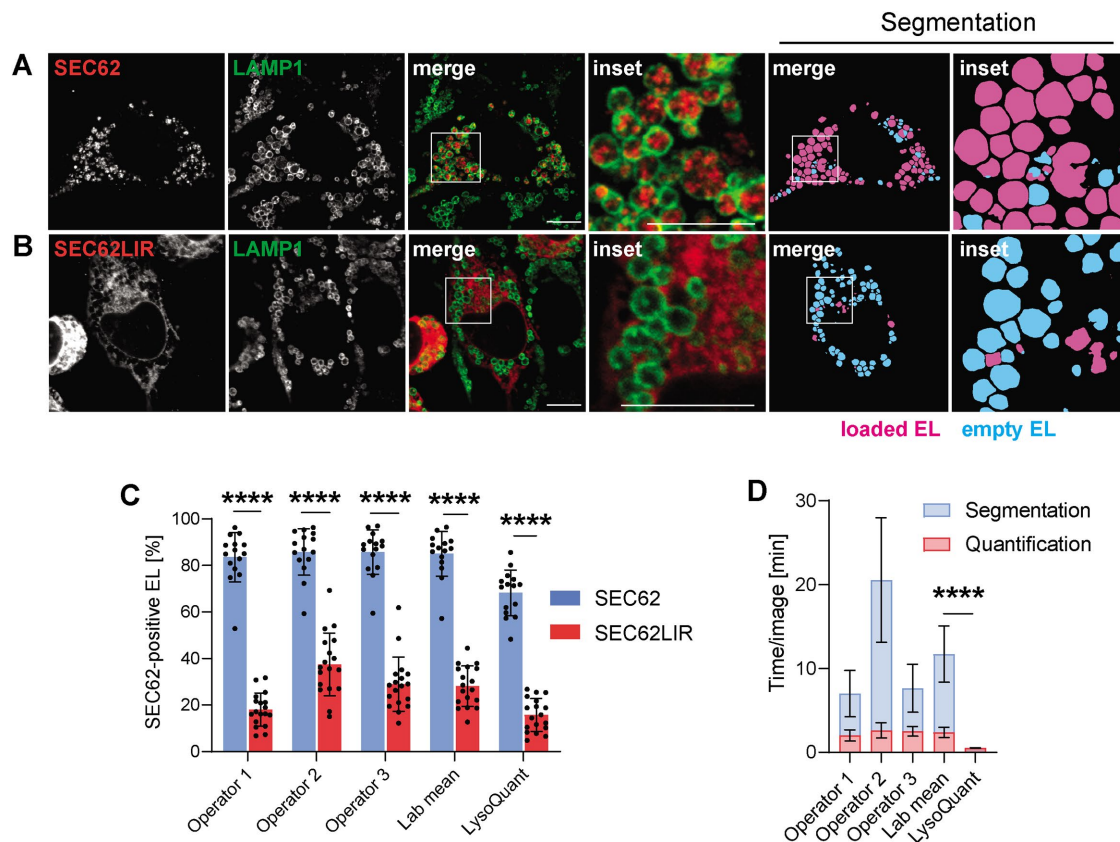 Segmentation
A
SEC62
LAMP1
merge
inset
merge
inset
B
SEC62LIR
LAMP1
merge
inset
merge
inset
loaded EL empty EL
C
SEC62-positive EL [%]
100
80
60
40
20
0
****
****
****
****
****
SEC62
SEC62LIR
Operator 1
Operator 2
Operator 3
Lab mean
LysoQuant
D
Time/image [min]
30
20
10
0
Segmentation
Quantification
****
Operator 1
Operator 2
Operator 3
Lab mean
LysoQuant